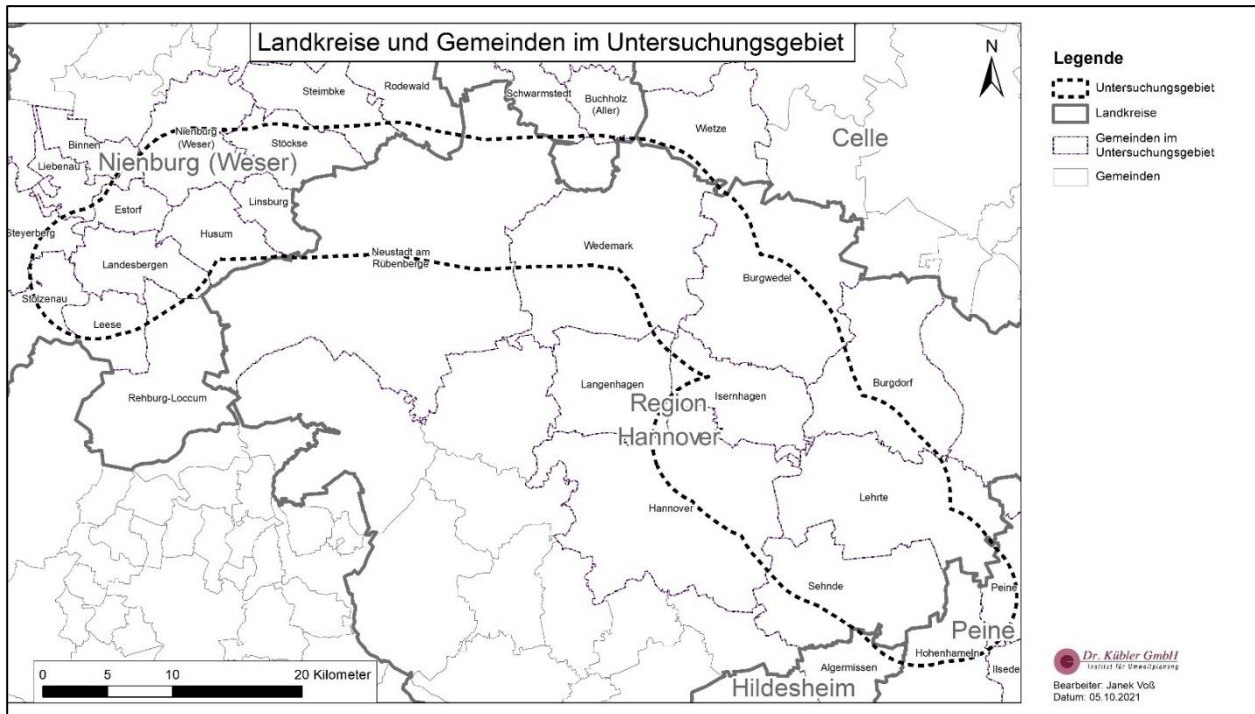 Landkreise und Gemeinden im Untersuchungsgebiet
N
Steimbke
Rodewald
Schwarmstedt
Buchholz
(Aller)
Wietze
Celle
Nienburg
(Weser)
Binnen
Stöckse
Liebenau
Nienburg (Weser)
Estorf
Linsburg
Steyerberg
Husum
Neustadt am
Rübenberge
Wedemark
Landesbergen
Burgwedel
Stolzenau
Leese
Rehburg-Loccum
Langenhagen
Isernhagen
Burgdorf
Region
Hannover
Lehrte
Hannover
Sehnde
Peine
Peine
Hohenhameln
Algermissen
Ilsede
Hildesheim
0 5 10 20 Kilometer
Legende
Untersuchungsgebiet
Landkreise
Gemeinden im
Untersuchungsgebiet
Gemeinden
Dr. Kübler GmbH
Institut für Umweltplanung
Bearbeiter: Janek Voß
Datum: 05.10.2021